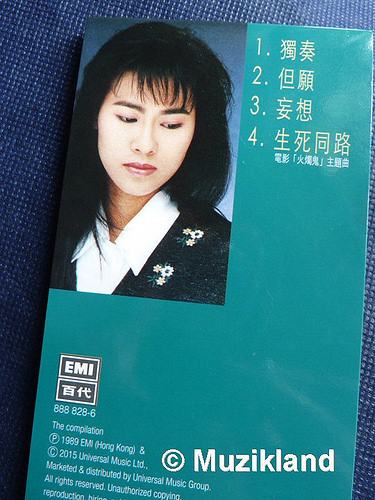 1. 獨奏
2. 但願
3. 妄想
4. 生死同路
電影「火燭鬼」主題曲
EMI
百代
888 828-6
The compilation
Ⓟ 1989 EMI (Hong Kong) &
© 2015 Universal Music Ltd.,
Marketed & distributed by Universal Music Group.
All rights reserved. Unauthorized copying,
reproduction, hiring
© Muzikland